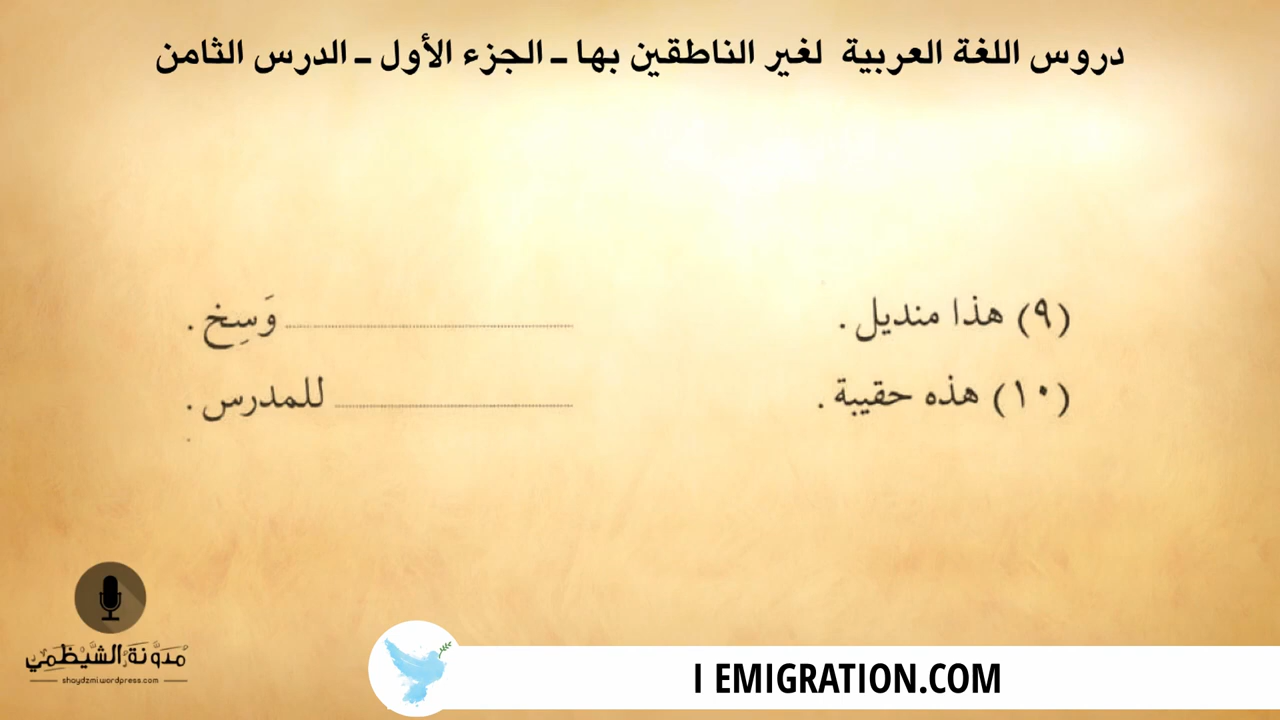 دروس اللغة العربية لغير الناطقين بها ـ الجزء الأول ـ الدرس الثامن
(٩) هذا منديل. ............ وَسِخ.
(١٠) هذه حقيبة. ............ للمدرس.
مدونة الشيظمي
shaydzmi.wordpress.com
I EMIGRATION.COM